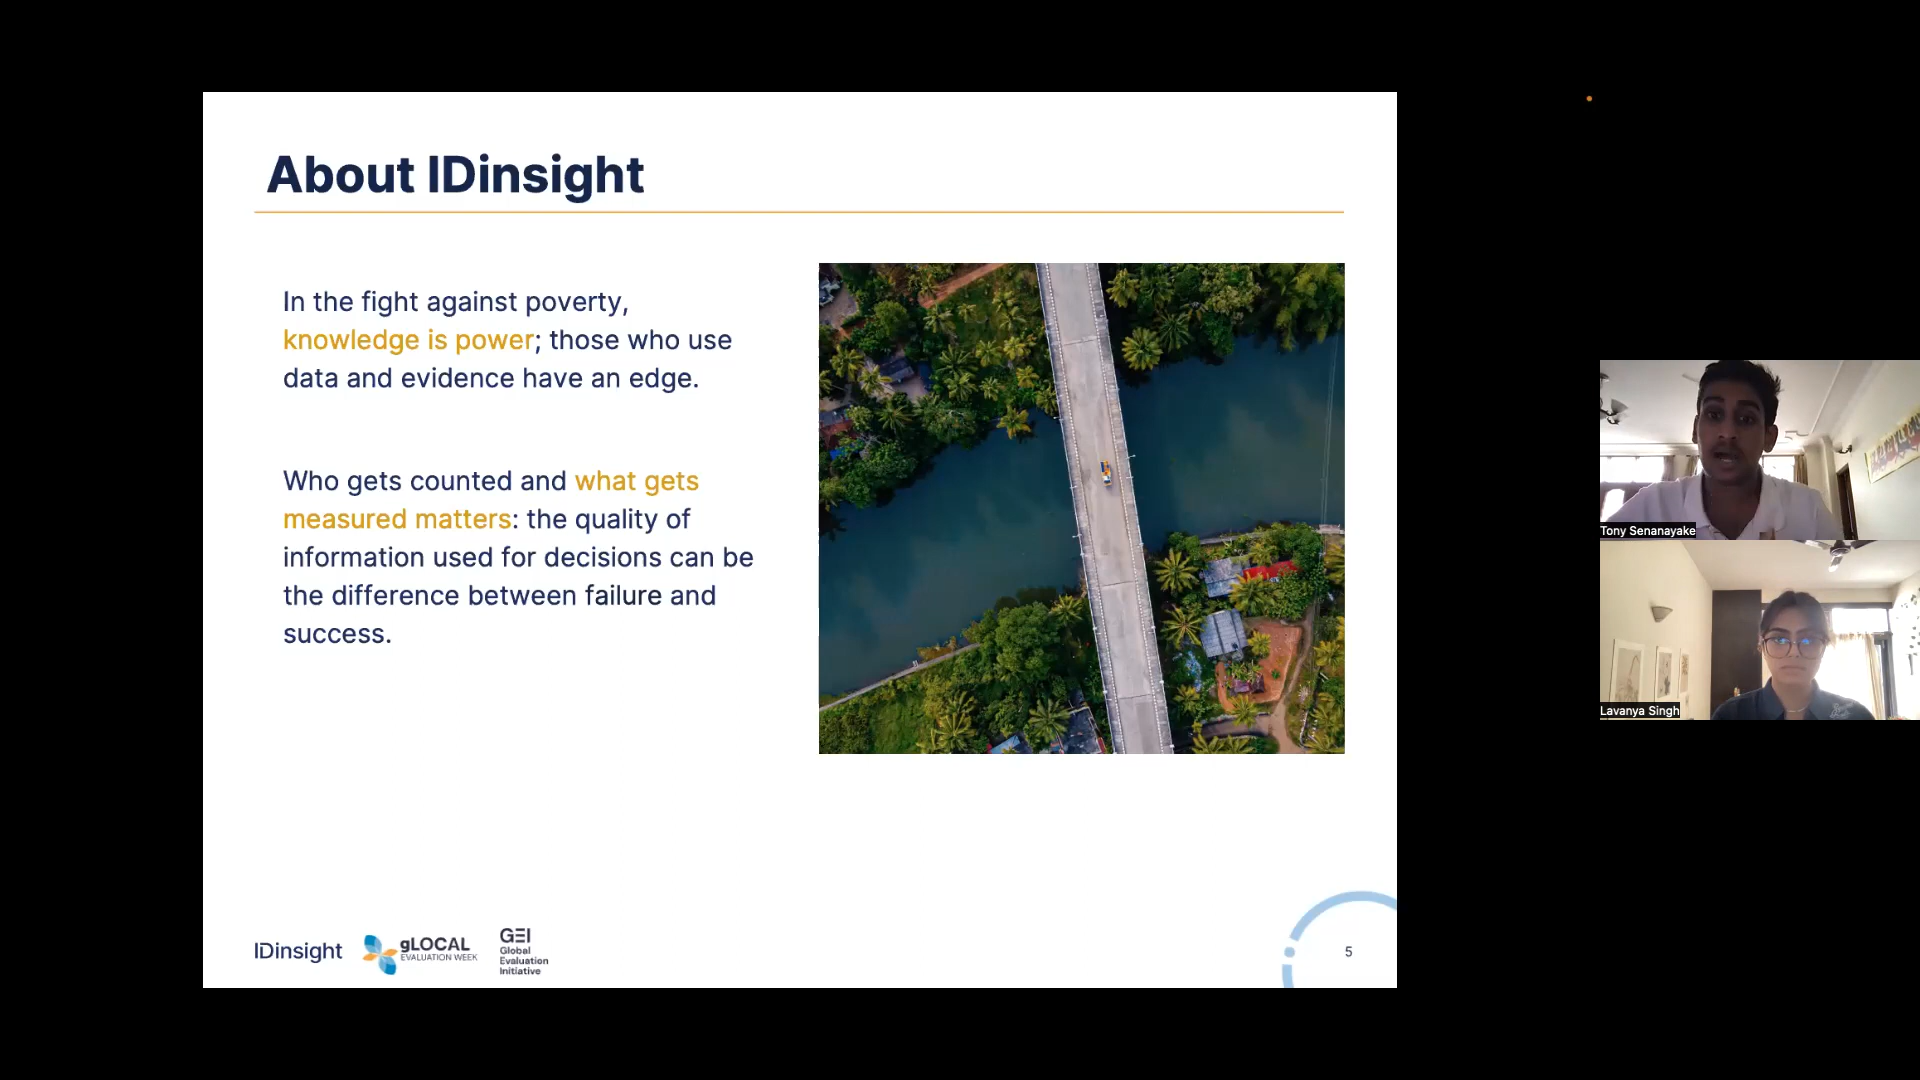 About IDinsight
In the fight against poverty,
knowledge is power; those who use
data and evidence have an edge.
Who gets counted and what gets
measured matters: the quality of
information used for decisions can be
the difference between failure and
success.
IDinsight
gLOCAL
EVALUATION WEEK
GEI
Global
Evaluation
Initiative
5
Tony Senanayake
Lavanya Singh